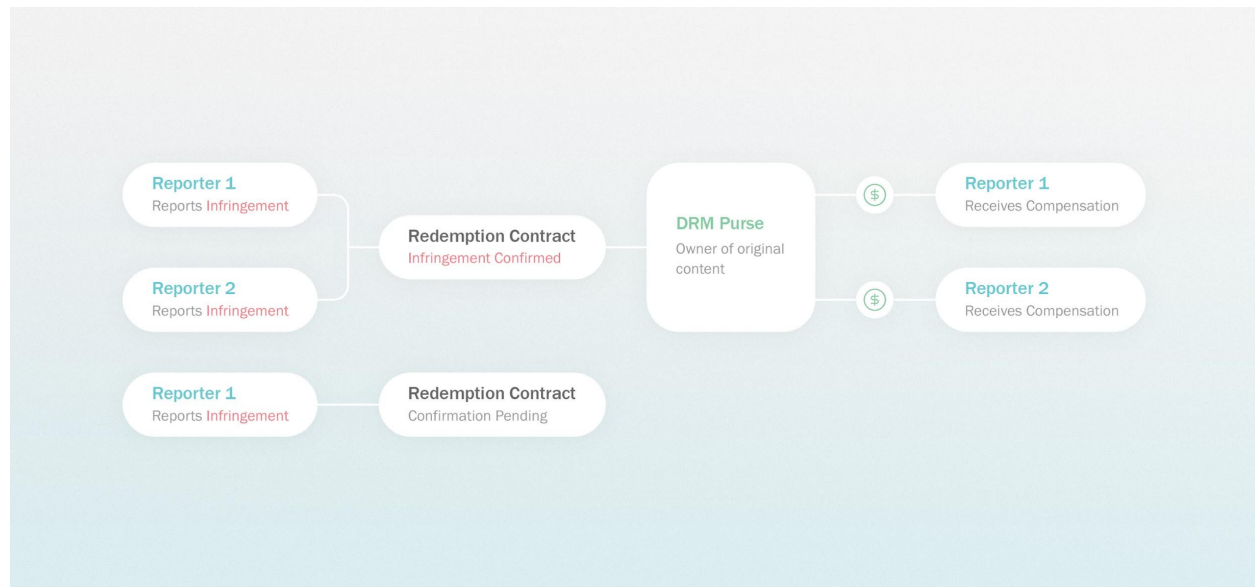 Reporter 1
Reports Infringement
Reporter 2
Reports Infringement
Redemption Contract
Infringement Confirmed
DRM Purse
Owner of original
content
$
Reporter 1
Receives Compensation
$
Reporter 2
Receives Compensation
Reporter 1
Reports Infringement
Redemption Contract
Confirmation Pending